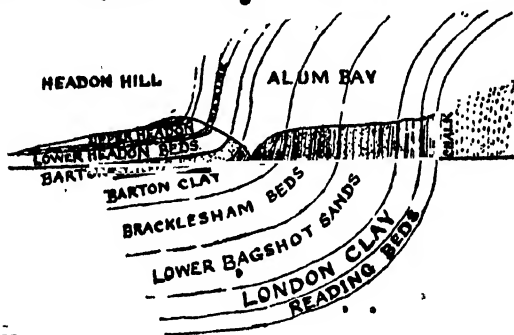 HEADON HILL
ALUM BAY
UPPER HEADON
LOWER HEADON BEDS
CHALK
BARTON CLAY
BRACKLESHAM BEDS
LOWER BAGSHOT SANDS
LONDON CLAY
READING BEDS